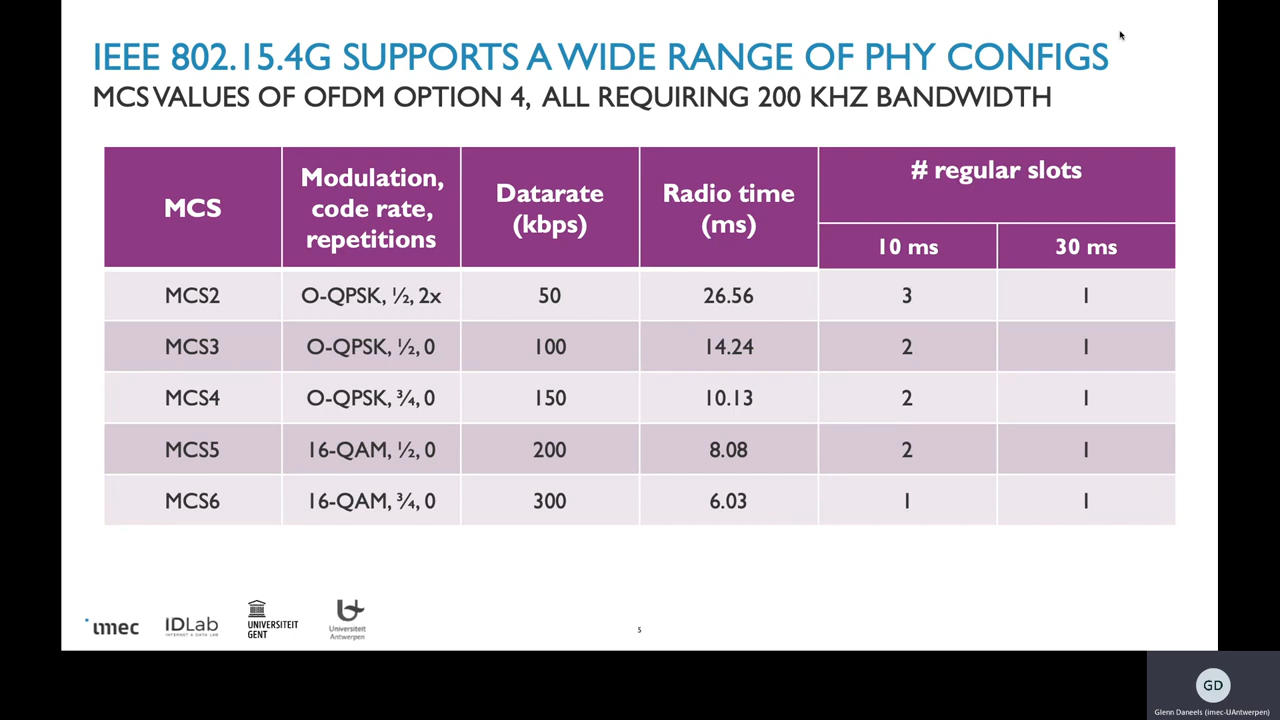 IEEE 802.15.4G SUPPORTS A WIDE RANGE OF PHY CONFIGS
MCS VALUES OF OFDM OPTION 4, ALL REQUIRING 200 KHZ BANDWIDTH
MCS
Modulation, code rate, repetitions
Datarate (kbps)
Radio time (ms)
# regular slots
10 ms
30 ms
MCS2 O-QPSK, ½, 2x 50 26.56 3 1
MCS3 O-QPSK, ½, 0 100 14.24 2 1
MCS4 O-QPSK, ¾, 0 150 10.13 2 1
MCS5 16-QAM, ½, 0 200 8.08 2 1
MCS6 16-QAM, ¾, 0 300 6.03 1 1
imec
IDLab
INTERNET & DATA LAB
UNIVERSITEIT
GENT
Universiteit
Antwerpen
5
GD
Glenn Daneels (imec-UAntwerpen)